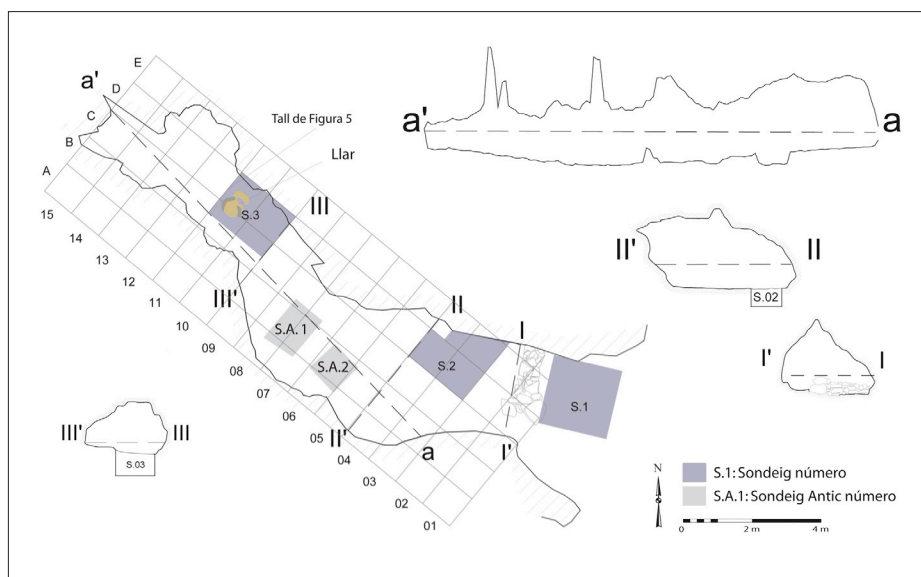 E
a'
D
C
B
A
15
14
13
12
11
10
09
08
07
06
05
04
03
02
01
Tall de Figura 5
Llar
S.3
III
III'
S.A.1
S.A.2
II
II'
S.2
I
I'
S.1
a
a'
a
II'
II
S.02
I'
I
III'
III
S.03
N
S.1: Sondeig número
S.A.1: Sondeig Antic número
0 2 m 4 m